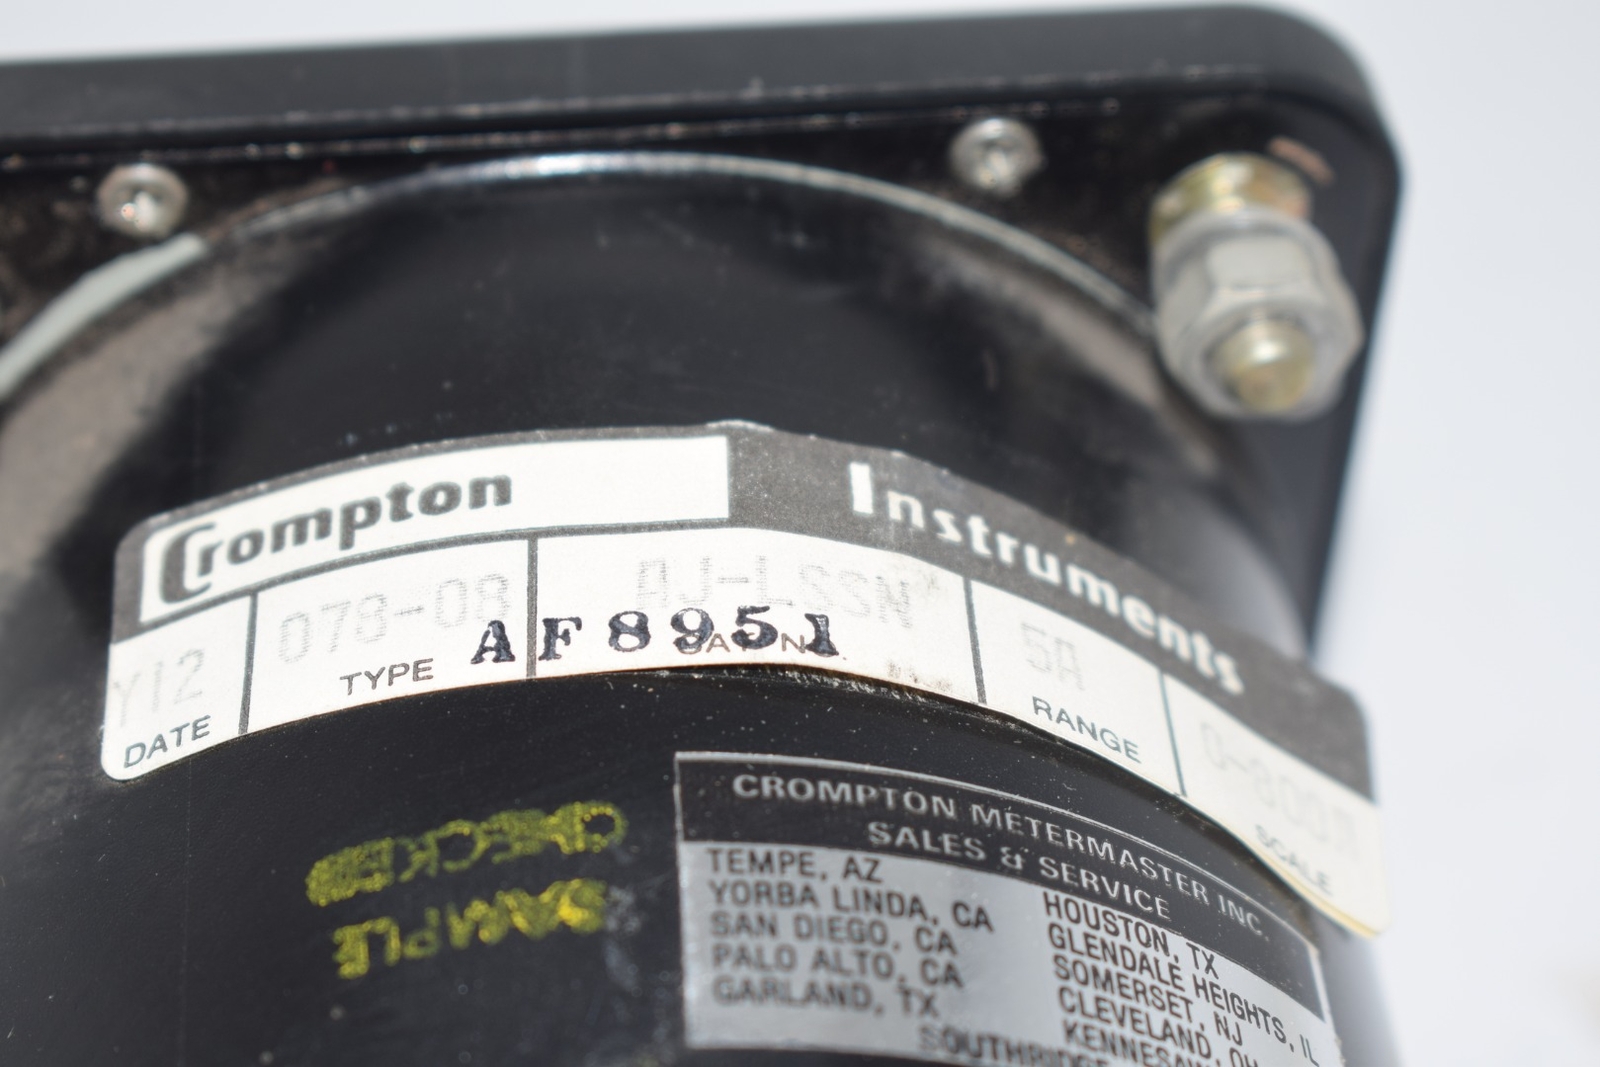 Crompton Instruments
Y12 078-08 AJ-LSSN 5A
AF8951
DATE TYPE RANGE SCALE
CHECKED
SAMPLE
CROMPTON METERMASTER INC.
SALES & SERVICE
TEMPE, AZ
YORBA LINDA, CA
SAN DIEGO, CA
PALO ALTO, CA
GARLAND, TX
HOUSTON, TX
GLENDALE HEIGHTS, IL
SOMERSET, NJ
CLEVELAND, OH